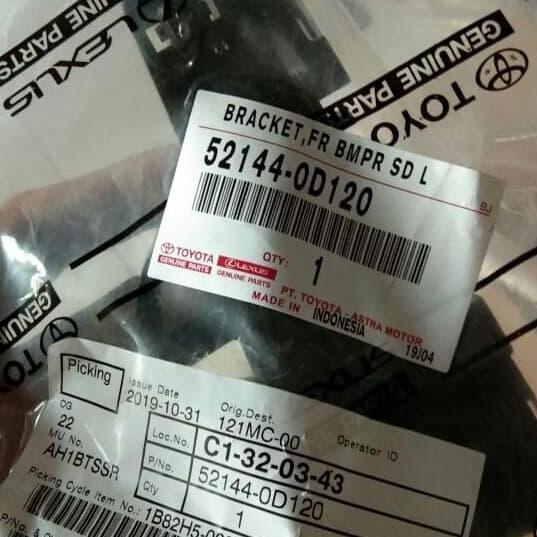 LEXUS
GENUINE PARTS
TOYOTA
GENUINE PARTS
BRACKET,FR BMPR SD L
52144-0D120
BJ
TOYOTA
GENUINE PARTS
LEXUS
GENUINE PARTS
QTY:
1
PT. TOYOTA - ASTRA MOTOR
MADE IN INDONESIA
19/04
GENUINE
Picking
Issue Date
2019-10-31
Orig.Dest.
121MC-00
Operator ID
DG
22
Loc.No.
C1-32-03-43
MU No.
AH1BTSSR
P/No.
52144-0D120
Qty
1
Picking Cycle Item No.:
1B82H5-00
P/No.